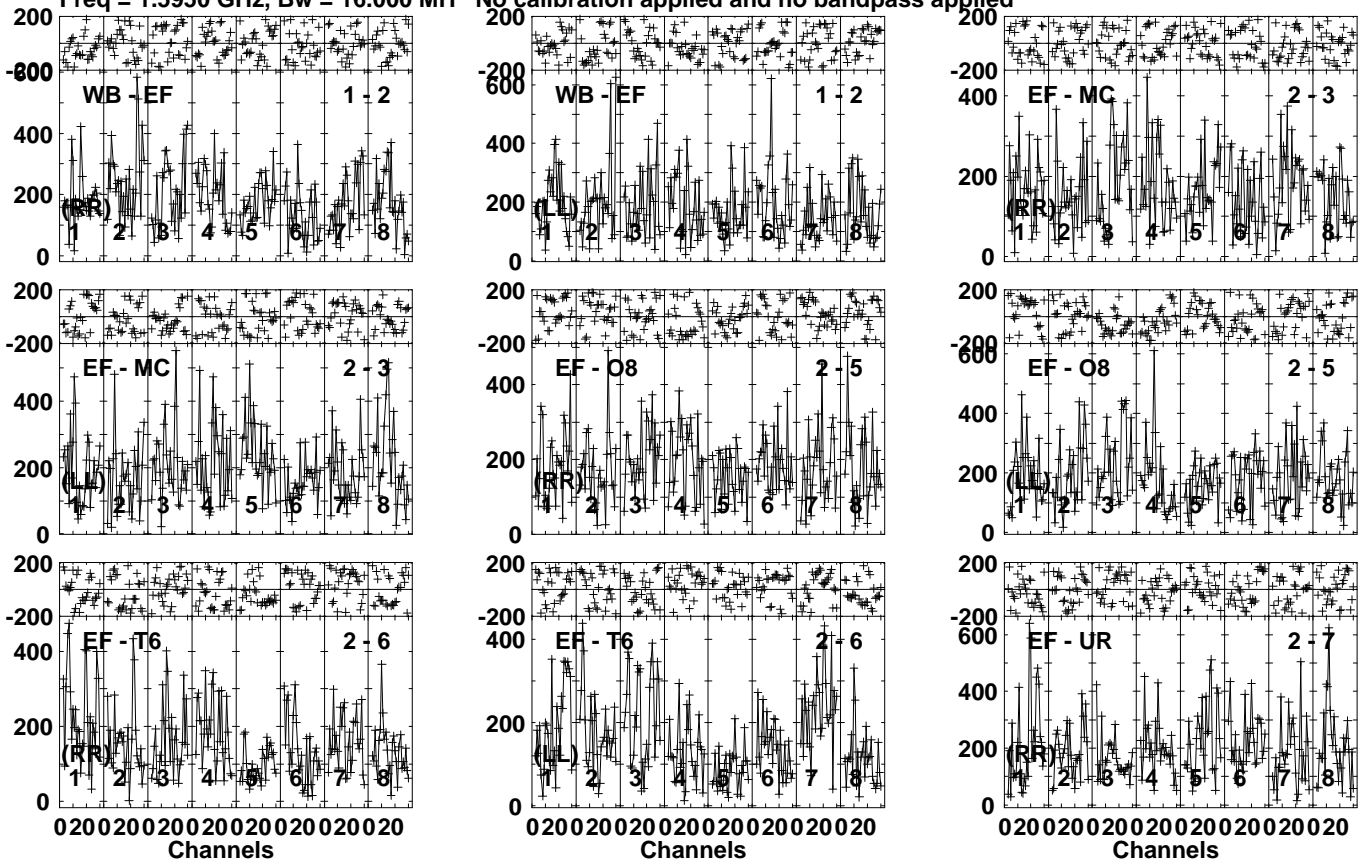 Freq = 1.5950 GHz, Bw = 16.000 MH No calibration applied and no bandpass applied
200 200 200
-200 -200 -200
600 WB - EF 1 - 2 600 WB - EF 1 - 2 400 EF - MC 2 - 3
400 400
200 200 200
(RR) (LL) (RR)
1 2 3 4 5 6 7 8 1 2 3 4 5 6 7 8 1 2 3 4 5 6 7 8
0 0 0
200 200 200
-200 -200 -200
EF - MC 2 - 3 EF - O8 2 - 5 600 EF - O8 2 - 5
400 400 400
200 200 200
(LL) (RR) (LL)
1 2 3 4 5 6 7 8 1 2 3 4 5 6 7 8 1 2 3 4 5 6 7 8
0 0 0
200 200 200
-200 -200 -200
EF - T6 2 - 6 EF - T6 2 - 6 EF - UR 2 - 7
400 400 600
400
200 200 200
(RR) (LL) (RR)
1 2 3 4 5 6 7 8 1 2 3 4 5 6 7 8 1 2 3 4 5 6 7 8
0 0 0
0 20 0 20 0 20 0 20 0 20 0 20 0 20 0 20 0 20 0 20 0 20 0 20 0 20 0 20 0 20 0 20 0 20 0 20 0 20 0 20 0 20 0 20 0 20 0 20
Channels Channels Channels